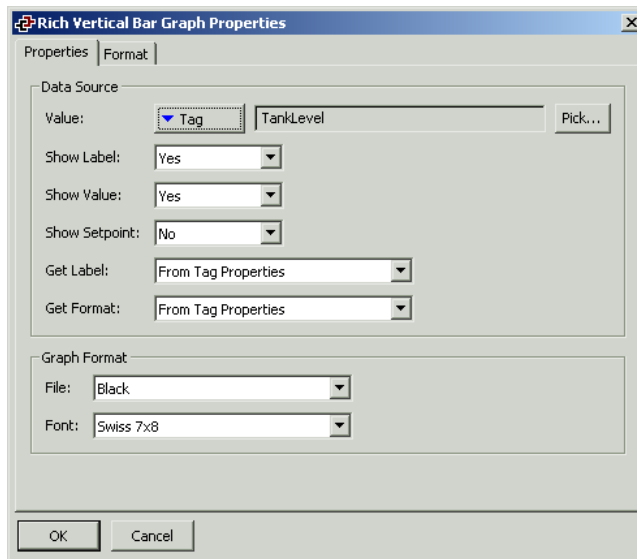 Rich Vertical Bar Graph Properties
Properties Format
Data Source
Value: Tag TankLevel Pick...
Show Label: Yes
Show Value: Yes
Show Setpoint: No
Get Label: From Tag Properties
Get Format: From Tag Properties
Graph Format
File: Black
Font: Swiss 7x8
OK Cancel